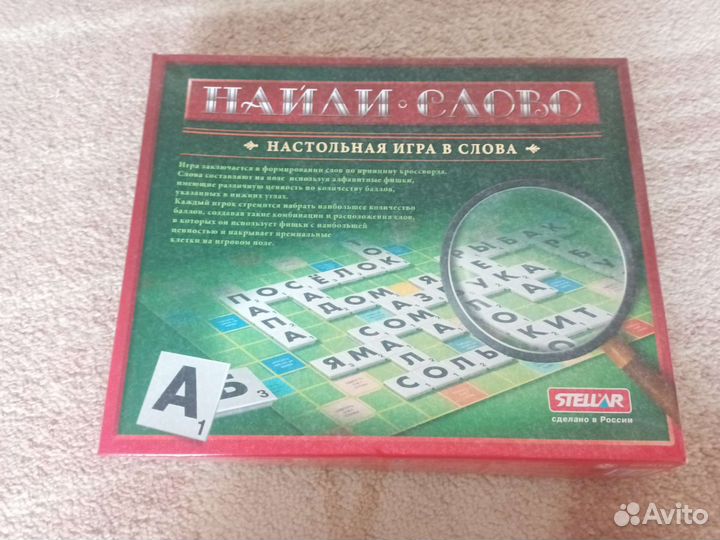 НАЙДИ·СЛОВО
НАСТОЛЬНАЯ ИГРА В СЛОВА
Игра заключается в формировании слов по принципу кроссворда.
Слова составляют на поле используя алфавитные фишки,
имеющие различную ценность по количеству баллов,
указанных в нижних углах.
Каждый игрок стремится набрать наибольшее количество
баллов, создавая такие комбинации и расположения слов,
в которых он использует фишки с наибольшей
ценностью и накрывает премиальные
клетки на игровом поле.
РЫБАК
ПОСЁЛОК
ДОМ
СОМ
ЯМА
СОЛЬ
КИТ
А
1
Ь
3
STELLAR
сделано в России
Avito